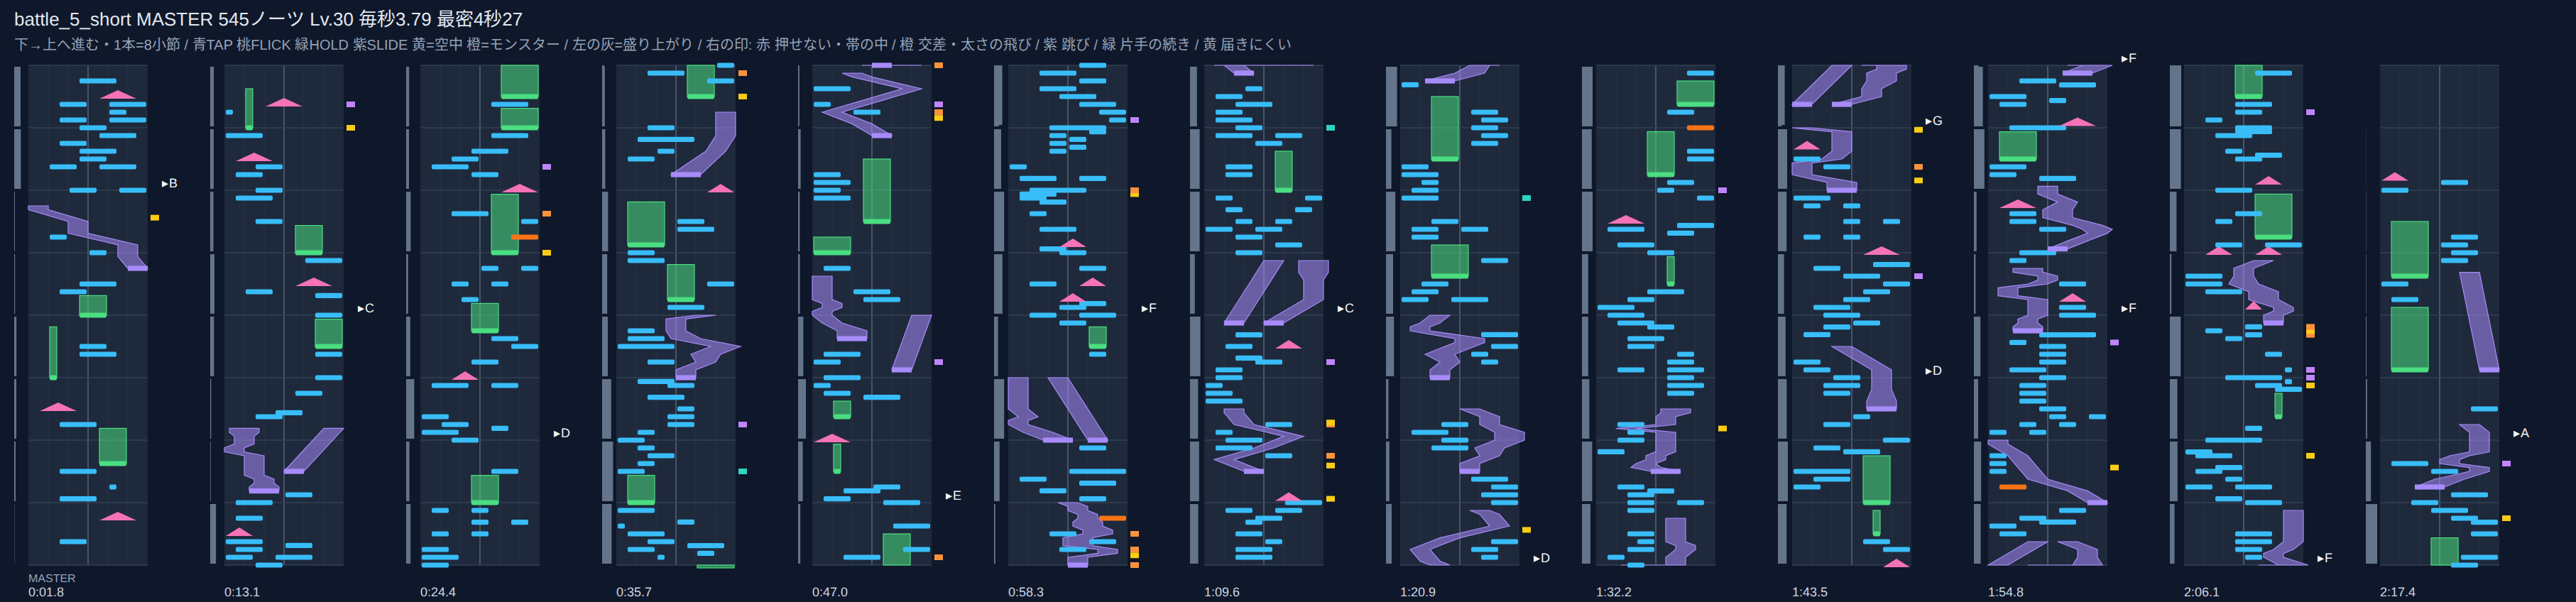 battle_5_short MASTER 545ノーツ Lv.30 毎秒3.79 最密4秒27
下→上へ進む・1本=8小節 / 青TAP 桃FLICK 緑HOLD 紫SLIDE 黄=空中 橙=モンスター / 左の灰=盛り上がり / 右の印: 赤 押せない・帯の中 / 橙 交差・太さの飛び / 紫 跳び / 緑 片手の続き / 黄 届きにくい
▸F
▸G
▸B
▸C
▸F
▸C
▸F
▸D
▸D
▸A
▸E
▸D
▸F
MASTER
0:01.8 0:13.1 0:24.4 0:35.7 0:47.0 0:58.3 1:09.6 1:20.9 1:32.2 1:43.5 1:54.8 2:06.1 2:17.4